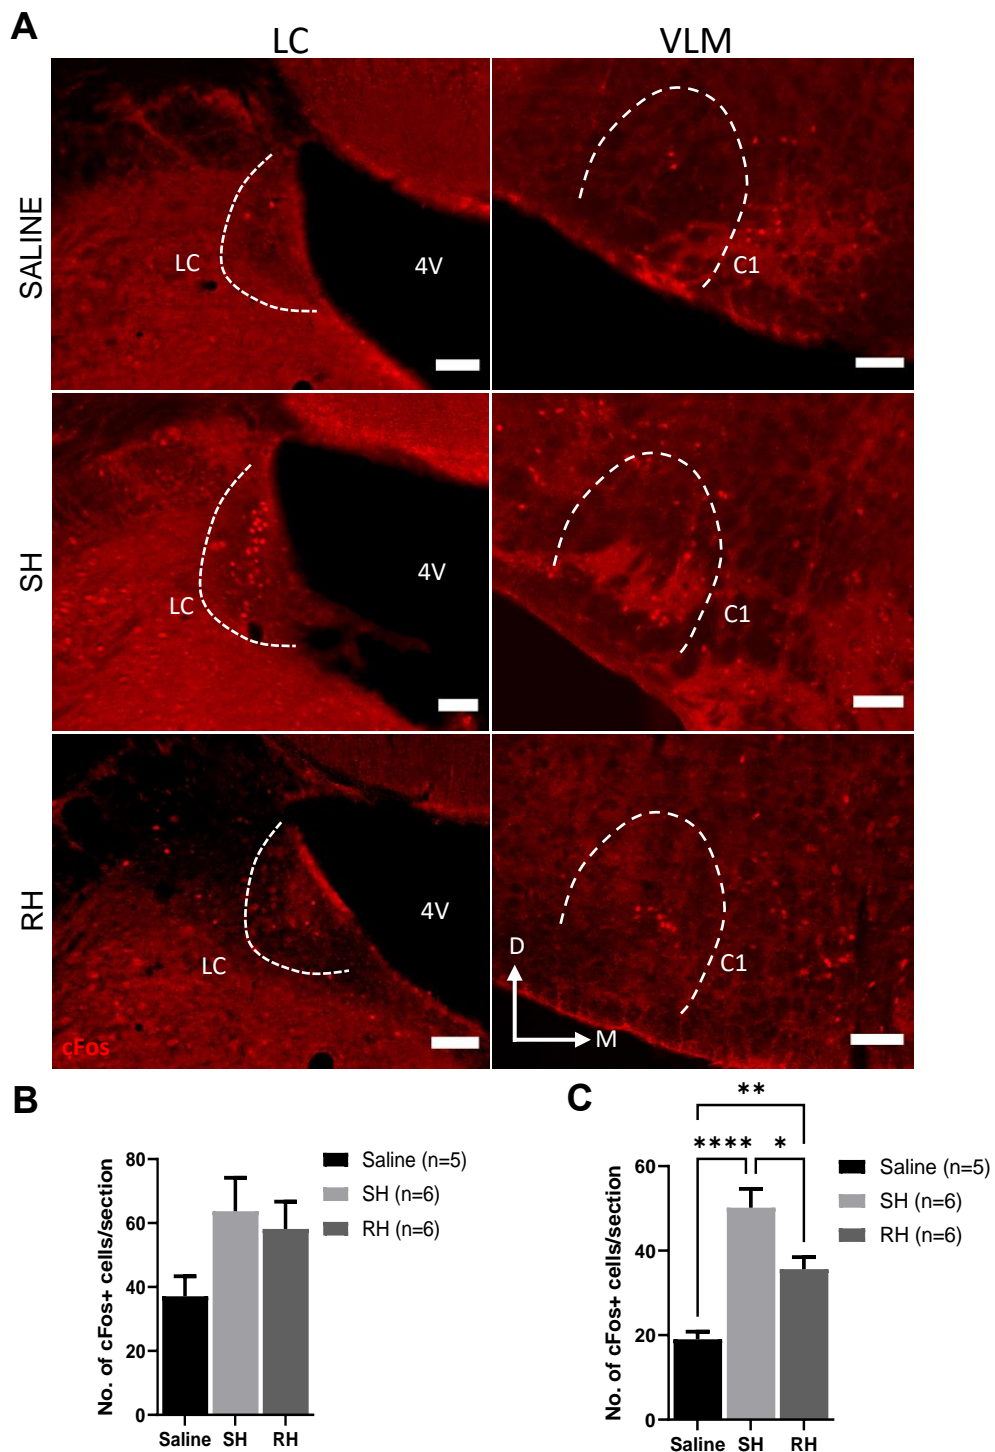 A
LC
VLM
SALINE
LC
4V
C1
SH
LC
4V
C1
RH
LC
4V
C1
D
M
cFos
B
No. of cFos+ cells/section
80
60
40
20
0
Saline
SH
RH
Saline (n=5)
SH (n=6)
RH (n=6)
C
**
**** *
No. of cFos+ cells/section
60
40
20
0
Saline
SH
RH
Saline (n=5)
SH (n=6)
RH (n=6)